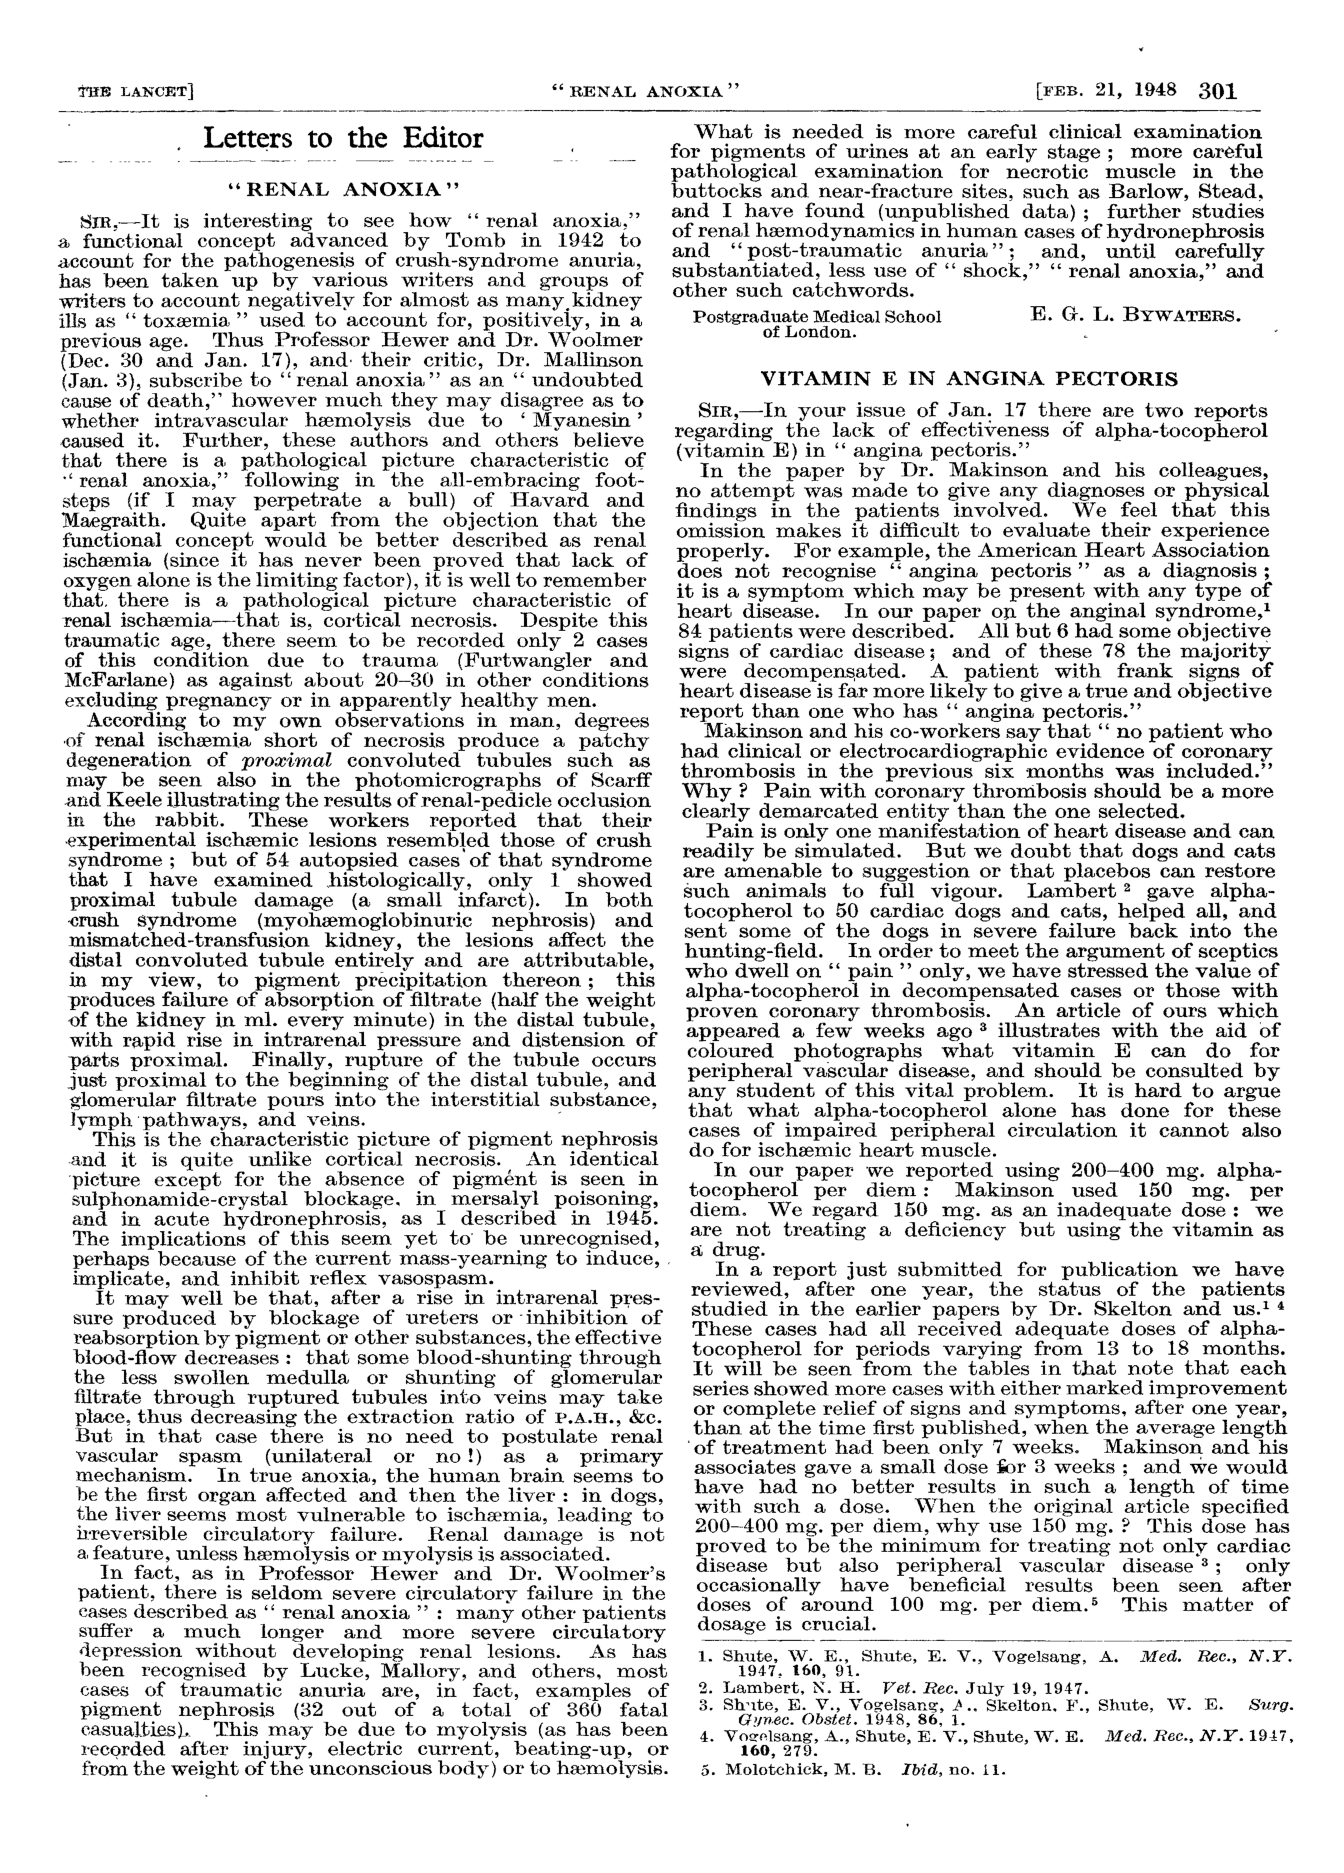 THE LANCET]
"RENAL ANOXIA"
[FEB. 21, 1948 301
Letters to the Editor
"RENAL ANOXIA"
SIR,—It is interesting to see how "renal anoxia,"
a functional concept advanced by Tomb in 1942 to
account for the pathogenesis of crush-syndrome anuria,
has been taken up by various writers and groups of
writers to account negatively for almost as many kidney
ills as "toxæmia" used to account for, positively, in a
previous age. Thus Professor Hewer and Dr. Woolmer
(Dec. 30 and Jan. 17), and their critic, Dr. Mallinson
(Jan. 3), subscribe to "renal anoxia" as an "undoubted
cause of death," however much they may disagree as to
whether intravascular hæmolysis due to 'Myanesin'
caused it. Further, these authors and others believe
that there is a pathological picture characteristic of
"renal anoxia," following in the all-embracing foot-
steps (if I may perpetrate a bull) of Havard and
Maegraith. Quite apart from the objection that the
functional concept would be better described as renal
ischæmia (since it has never been proved that lack of
oxygen alone is the limiting factor), it is well to remember
that there is a pathological picture characteristic of
renal ischæmia—that is, cortical necrosis. Despite this
traumatic age, there seem to be recorded only 2 cases
of this condition due to trauma (Furtwangler and
McFarlane) as against about 20–30 in other conditions
excluding pregnancy or in apparently healthy men.
According to my own observations in man, degrees
of renal ischæmia short of necrosis produce a patchy
degeneration of proximal convoluted tubules such as
may be seen also in the photomicrographs of Scarff
and Keele illustrating the results of renal-pedicle occlusion
in the rabbit. These workers reported that their
experimental ischæmic lesions resembled those of crush
syndrome; but of 54 autopsied cases of that syndrome
that I have examined histologically, only 1 showed
proximal tubule damage (a small infarct). In both
crush syndrome (myohæmoglobinuric nephrosis) and
mismatched-transfusion kidney, the lesions affect the
distal convoluted tubule entirely and are attributable,
in my view, to pigment precipitation thereon; this
produces failure of absorption of filtrate (half the weight
of the kidney in ml. every minute) in the distal tubule,
with rapid rise in intrarenal pressure and distension of
parts proximal. Finally, rupture of the tubule occurs
just proximal to the beginning of the distal tubule, and
glomerular filtrate pours into the interstitial substance,
lymph pathways, and veins.
This is the characteristic picture of pigment nephrosis
and it is quite unlike cortical necrosis. An identical
picture except for the absence of pigment is seen in
sulphonamide-crystal blockage, in mersalyl poisoning,
and in acute hydronephrosis, as I described in 1945.
The implications of this seem yet to be unrecognised,
perhaps because of the current mass-yearning to induce,
implicate, and inhibit reflex vasospasm.
It may well be that, after a rise in intrarenal pres-
sure produced by blockage of ureters or inhibition of
reabsorption by pigment or other substances, the effective
blood-flow decreases: that some blood-shunting through
the less swollen medulla or shunting of glomerular
filtrate through ruptured tubules into veins may take
place, thus decreasing the extraction ratio of P.A.H., &c.
But in that case there is no need to postulate renal
vascular spasm (unilateral or no!) as a primary
mechanism. In true anoxia, the human brain seems to
be the first organ affected and then the liver: in dogs,
the liver seems most vulnerable to ischæmia, leading to
irreversible circulatory failure. Renal damage is not
a feature, unless hæmolysis or myolysis is associated.
In fact, as in Professor Hewer and Dr. Woolmer's
patient, there is seldom severe circulatory failure in the
cases described as "renal anoxia": many other patients
suffer a much longer and more severe circulatory
depression without developing renal lesions. As has
been recognised by Lucke, Mallory, and others, most
cases of traumatic anuria are, in fact, examples of
pigment nephrosis (32 out of a total of 360 fatal
casualties). This may be due to myolysis (as has been
recorded after injury, electric current, beating-up, or
from the weight of the unconscious body) or to hæmolysis.
What is needed is more careful clinical examination
for pigments of urines at an early stage; more careful
pathological examination for necrotic muscle in the
buttocks and near-fracture sites, such as Barlow, Stead,
and I have found (unpublished data); further studies
of renal hæmodynamics in human cases of hydronephrosis
and "post-traumatic anuria"; and, until carefully
substantiated, less use of "shock," "renal anoxia," and
other such catchwords.
Postgraduate Medical School
of London.
E. G. L. BYWATERS.
VITAMIN E IN ANGINA PECTORIS
SIR,—In your issue of Jan. 17 there are two reports
regarding the lack of effectiveness of alpha-tocopherol
(vitamin E) in "angina pectoris."
In the paper by Dr. Makinson and his colleagues,
no attempt was made to give any diagnoses or physical
findings in the patients involved. We feel that this
omission makes it difficult to evaluate their experience
properly. For example, the American Heart Association
does not recognise "angina pectoris" as a diagnosis;
it is a symptom which may be present with any type of
heart disease. In our paper on the anginal syndrome,1
84 patients were described. All but 6 had some objective
signs of cardiac disease; and of these 78 the majority
were decompensated. A patient with frank signs of
heart disease is far more likely to give a true and objective
report than one who has "angina pectoris."
Makinson and his co-workers say that "no patient who
had clinical or electrocardiographic evidence of coronary
thrombosis in the previous six months was included."
Why? Pain with coronary thrombosis should be a more
clearly demarcated entity than the one selected.
Pain is only one manifestation of heart disease and can
readily be simulated. But we doubt that dogs and cats
are amenable to suggestion or that placebos can restore
such animals to full vigour. Lambert 2 gave alpha-
tocopherol to 50 cardiac dogs and cats, helped all, and
sent some of the dogs in severe failure back into the
hunting-field. In order to meet the argument of sceptics
who dwell on "pain" only, we have stressed the value of
alpha-tocopherol in decompensated cases or those with
proven coronary thrombosis. An article of ours which
appeared a few weeks ago 3 illustrates with the aid of
coloured photographs what vitamin E can do for
peripheral vascular disease, and should be consulted by
any student of this vital problem. It is hard to argue
that what alpha-tocopherol alone has done for these
cases of impaired peripheral circulation it cannot also
do for ischæmic heart muscle.
In our paper we reported using 200–400 mg. alpha-
tocopherol per diem: Makinson used 150 mg. per
diem. We regard 150 mg. as an inadequate dose: we
are not treating a deficiency but using the vitamin as
a drug.
In a report just submitted for publication we have
reviewed, after one year, the status of the patients
studied in the earlier papers by Dr. Skelton and us.1 4
These cases had all received adequate doses of alpha-
tocopherol for periods varying from 13 to 18 months.
It will be seen from the tables in that note that each
series showed more cases with either marked improvement
or complete relief of signs and symptoms, after one year,
than at the time first published, when the average length
of treatment had been only 7 weeks. Makinson and his
associates gave a small dose for 3 weeks; and we would
have had no better results in such a length of time
with such a dose. When the original article specified
200–400 mg. per diem, why use 150 mg.? This dose has
proved to be the minimum for treating not only cardiac
disease but also peripheral vascular disease 3; only
occasionally have beneficial results been seen after
doses of around 100 mg. per diem.5 This matter of
dosage is crucial.
1. Shute, W. E., Shute, E. V., Vogelsang, A. Med. Rec., N.Y.
1947, 160, 91.
2. Lambert, N. H. Vet. Rec. July 19, 1947.
3. Shute, E. V., Vogelsang, A., Skelton, F., Shute, W. E. Surg.
Gynec. Obstet. 1948, 86, 1.
4. Vogelsang, A., Shute, E. V., Shute, W. E. Med. Rec., N.Y. 1947,
160, 279.
5. Molotchick, M. B. Ibid, no. 11.